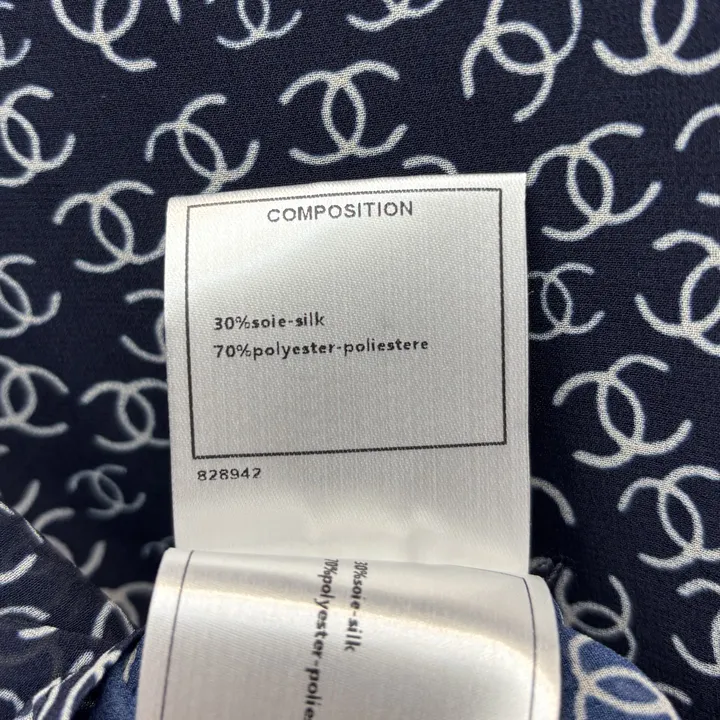 COMPOSITION
30%soie-silk
70%polyester-poliestere
828942
30%soie-silk
70%polyester-polie